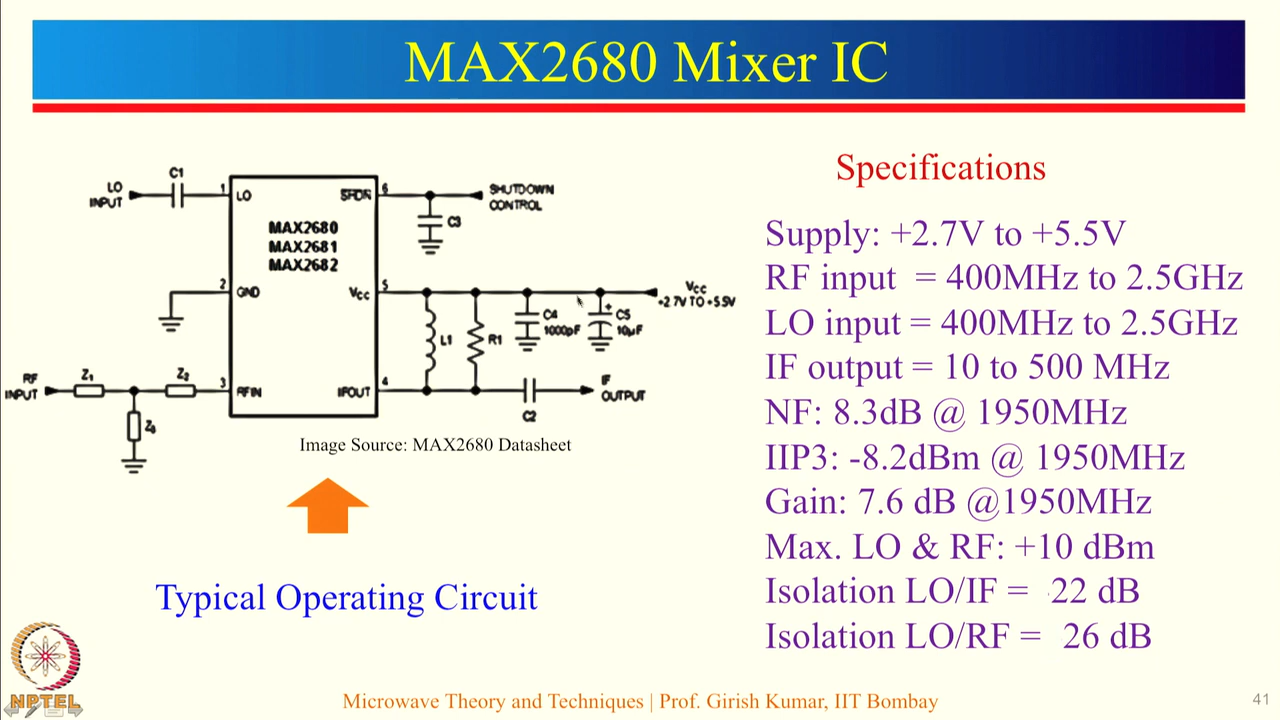 MAX2680 Mixer IC
LO
INPUT
C1
1
LO
MAX2680
MAX2681
MAX2682
SHDN
6
SHUTDOWN
CONTROL
C3
2
GND
VCC
5
VCC
+2 7V TO +5 5V
L1
R1
C4
1000pF
+
C5
10µF
RF
INPUT
Z1
Z2
Z3
3
RFIN
IFOUT
4
C2
IF
OUTPUT
Image Source: MAX2680 Datasheet
Typical Operating Circuit
Specifications
Supply: +2.7V to +5.5V
RF input = 400MHz to 2.5GHz
LO input = 400MHz to 2.5GHz
IF output = 10 to 500 MHz
NF: 8.3dB @ 1950MHz
IIP3: -8.2dBm @ 1950MHz
Gain: 7.6 dB @1950MHz
Max. LO & RF: +10 dBm
Isolation LO/IF = 22 dB
Isolation LO/RF = 26 dB
NPTEL
Microwave Theory and Techniques | Prof. Girish Kumar, IIT Bombay
41